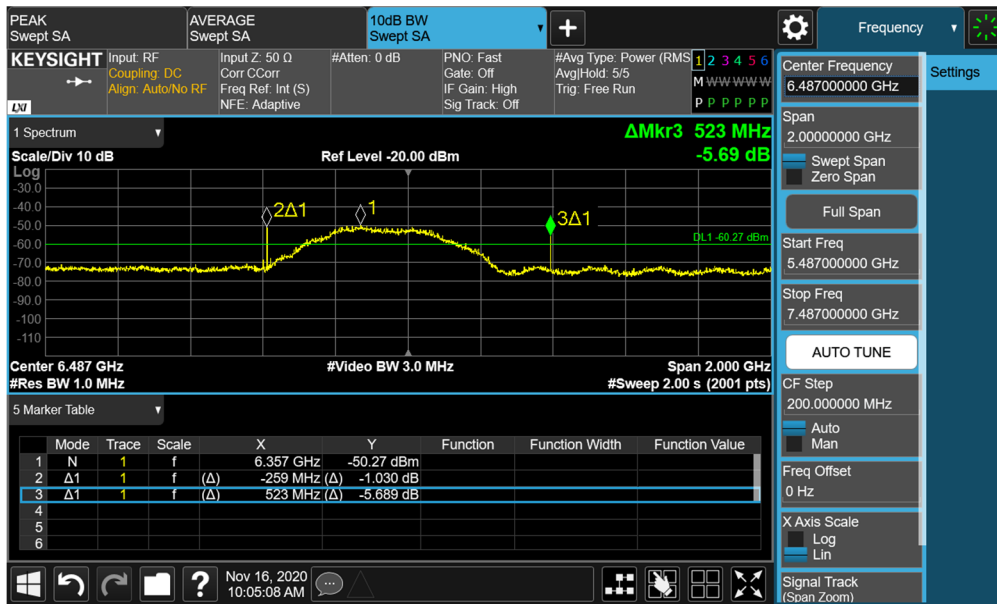 PEAK
Swept SA
AVERAGE
Swept SA
10dB BW
Swept SA
Frequency
KEYSIGHT
LXI
Input: RF
Coupling: DC
Align: Auto/No RF
Input Z: 50 Ω
Corr CCorr
Freq Ref: Int (S)
NFE: Adaptive
#Atten: 0 dB
PNO: Fast
Gate: Off
IF Gain: High
Sig Track: Off
#Avg Type: Power (RMS
Avg|Hold: 5/5
Trig: Free Run
1 2 3 4 5 6
M W W W W W
P P P P P P
1 Spectrum
ΔMkr3 523 MHz
-5.69 dB
Scale/Div 10 dB
Ref Level -20.00 dBm
Log
-30.0
-40.0
-50.0
-60.0
-70.0
-80.0
-90.0
-100
-110
2Δ1
1
3Δ1
DL1 -60.27 dBm
Center 6.487 GHz
#Video BW 3.0 MHz
Span 2.000 GHz
#Res BW 1.0 MHz
#Sweep 2.00 s (2001 pts)
5 Marker Table
Mode Trace Scale X Y Function Function Width Function Value
1 N 1 f 6.357 GHz -50.27 dBm
2 Δ1 1 f (Δ) -259 MHz (Δ) -1.030 dB
3 Δ1 1 f (Δ) 523 MHz (Δ) -5.689 dB
4
5
6
Center Frequency
6.487000000 GHz
Settings
Span
2.00000000 GHz
Swept Span
Zero Span
Full Span
Start Freq
5.487000000 GHz
Stop Freq
7.487000000 GHz
AUTO TUNE
CF Step
200.000000 MHz
Auto
Man
Freq Offset
0 Hz
X Axis Scale
Log
Lin
Signal Track
(Span Zoom)
?
Nov 16, 2020
10:05:08 AM